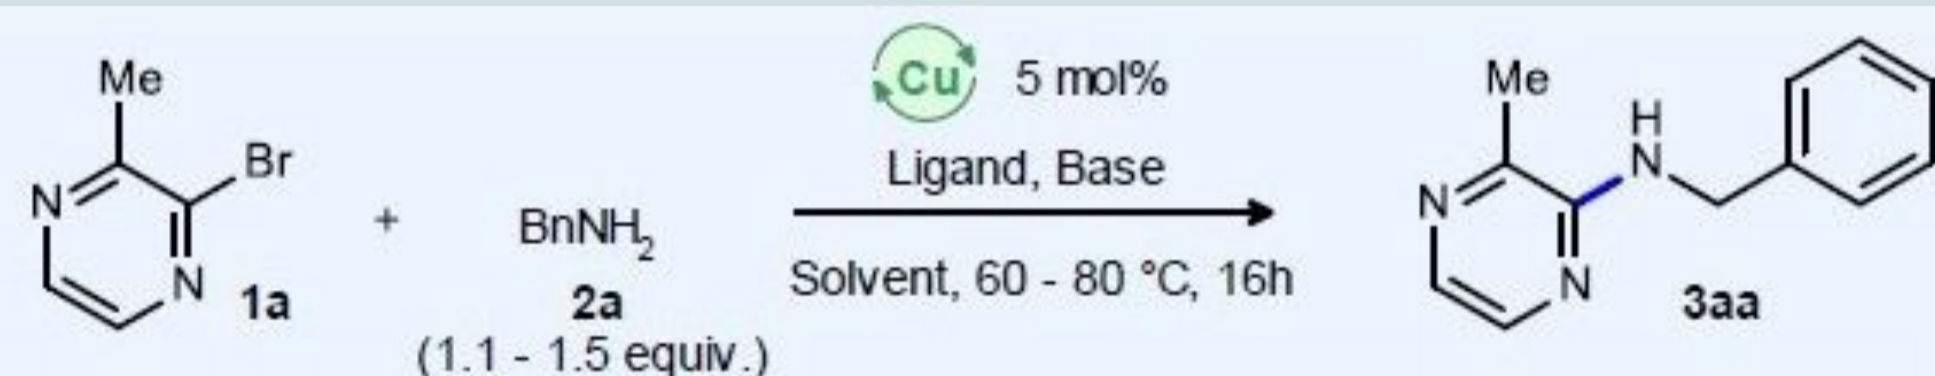 Me
Br
N
N
1a
+
BnNH₂
2a
(1.1 - 1.5 equiv.)
Cu 5 mol%
Ligand, Base
Solvent, 60 - 80 °C, 16h
Me
H
N
N
N
3aa